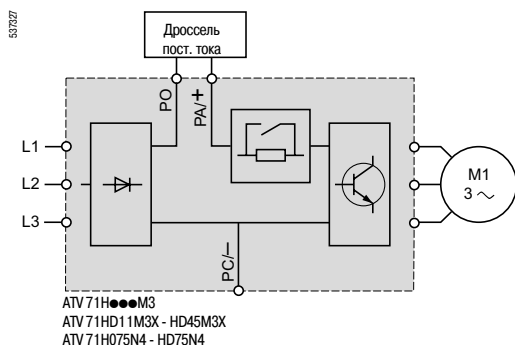 537327
Дроссель
пост. тока
PO
PA/+
L1
L2
L3
M1
3 ~
PC/–
ATV 71H●●●M3
ATV 71HD11M3X - HD45M3X
ATV 71H075N4 - HD75N4